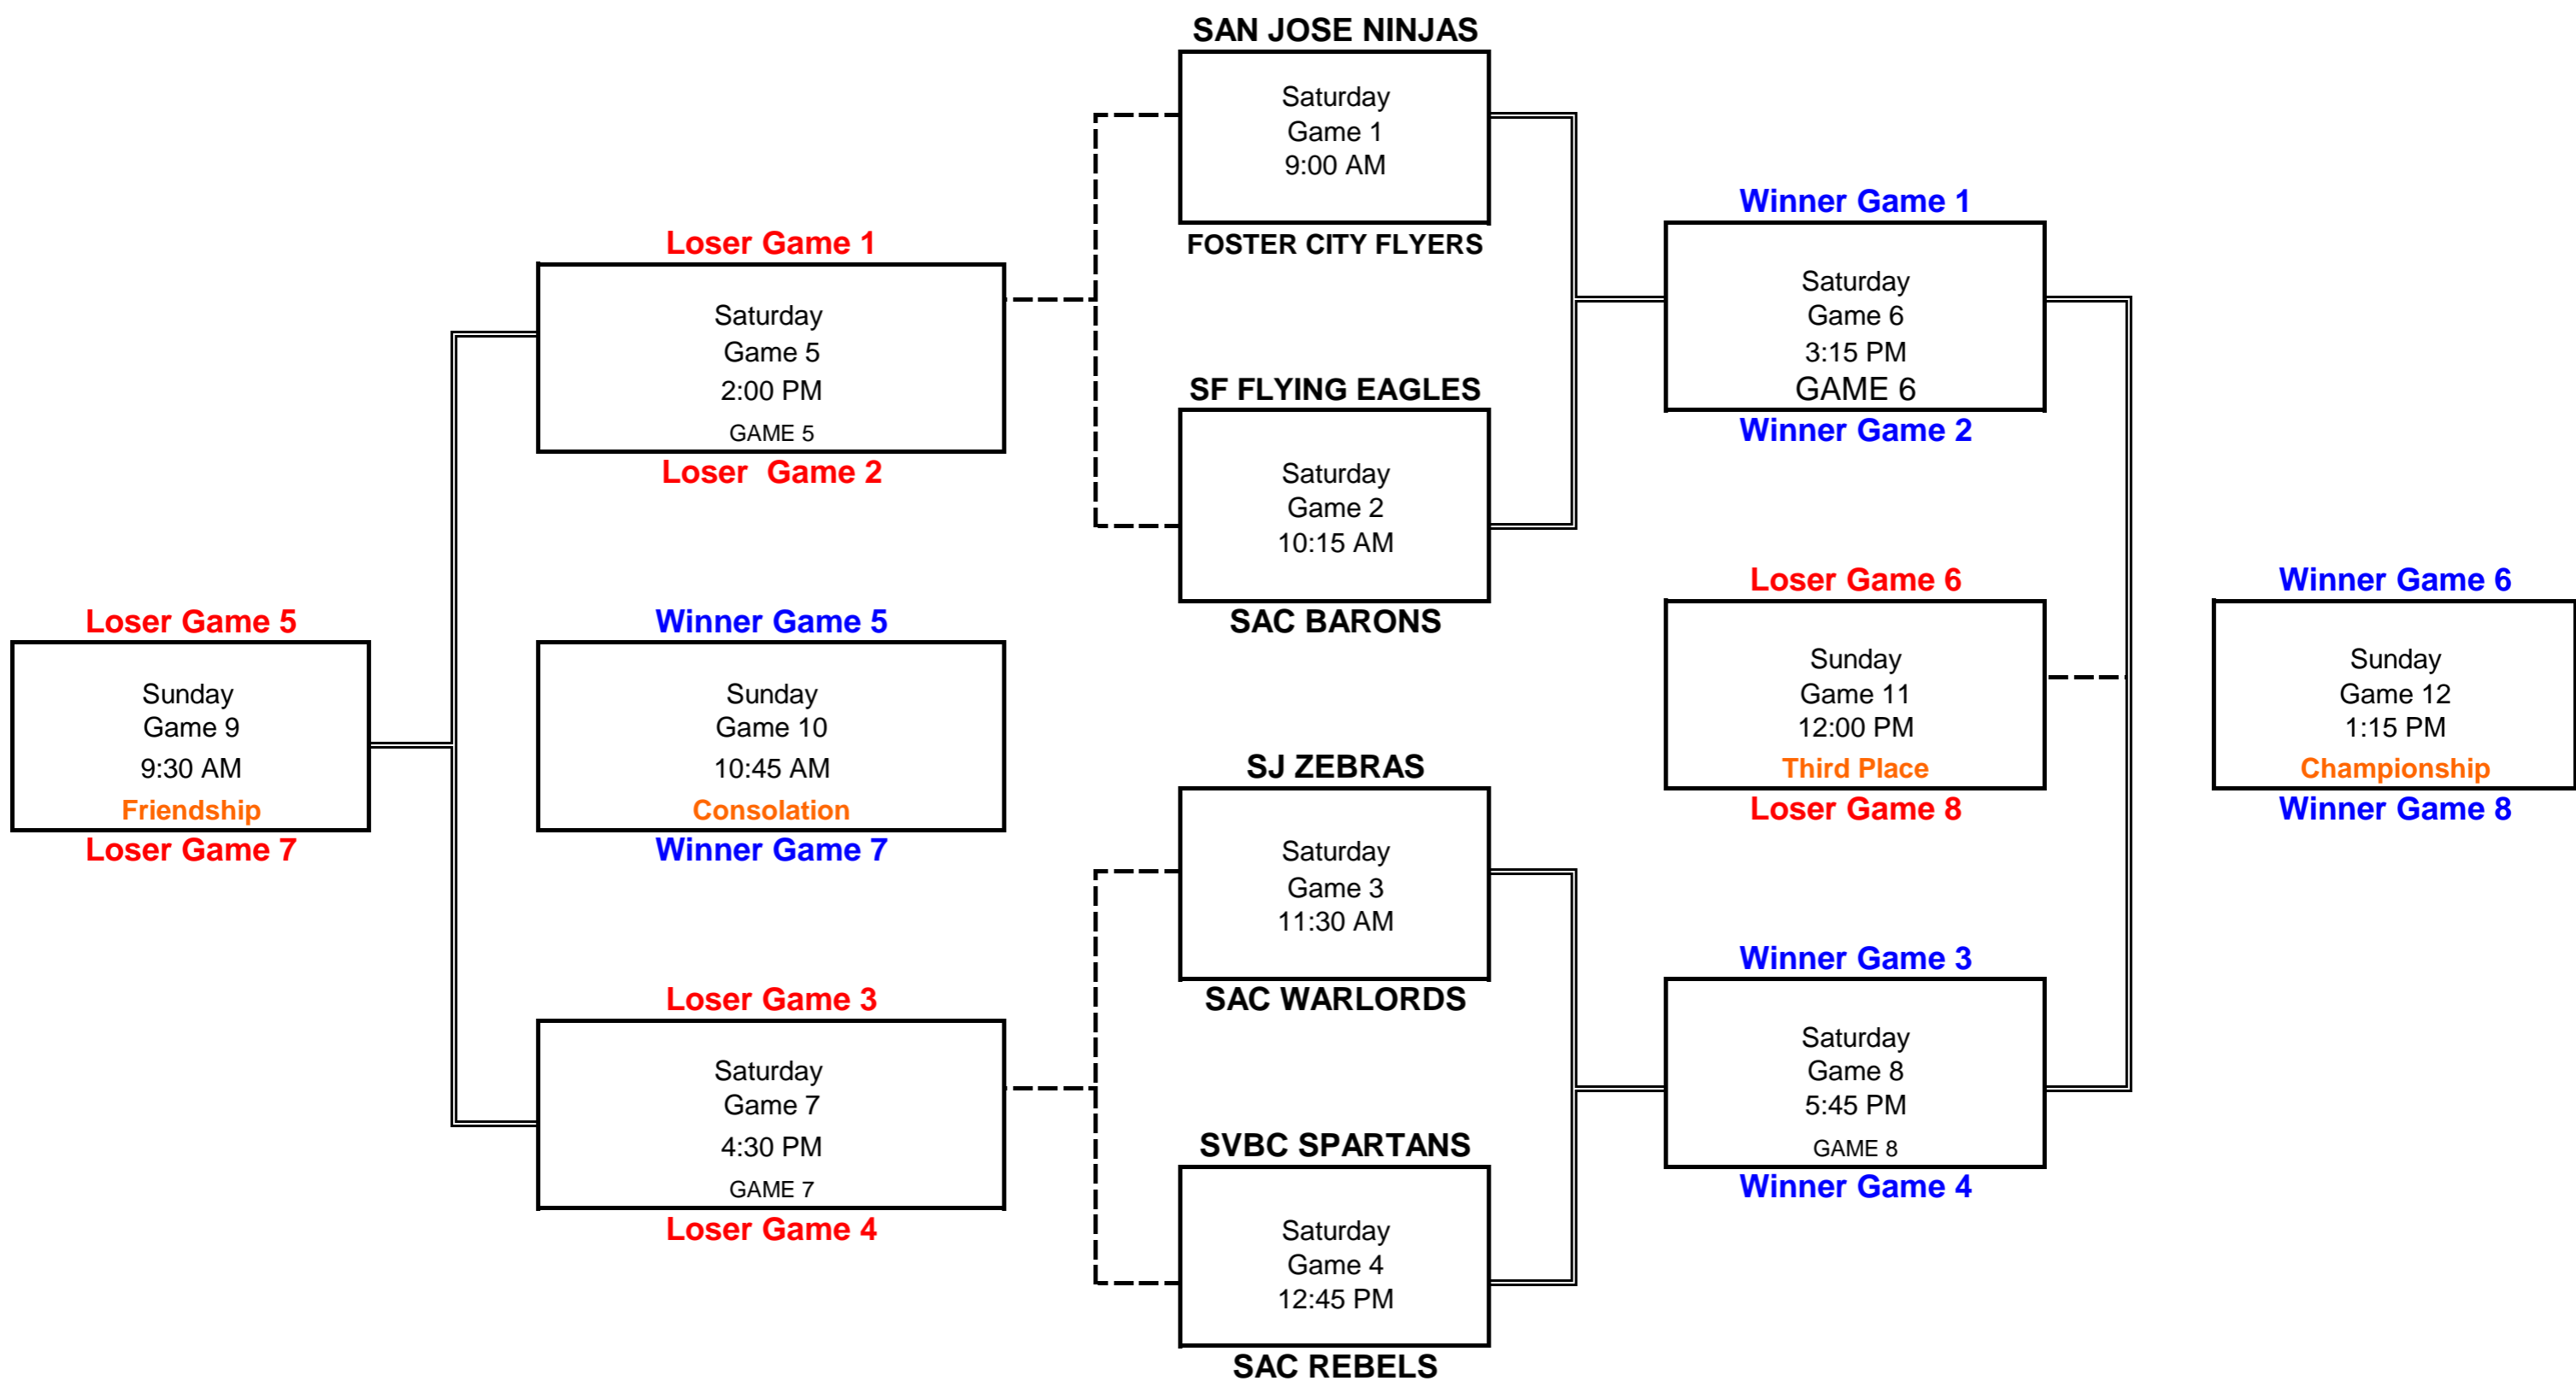 SAN JOSE NINJAS
Saturday
Game 1
9:00 AM
FOSTER CITY FLYERS
Winner Game 1
Saturday
Game 6
3:15 PM
GAME 6
Winner Game 2
Loser Game 1
Saturday
Game 5
2:00 PM
GAME 5
Loser  Game 2
SF FLYING EAGLES
Saturday
Game 2
10:15 AM
SAC BARONS
Loser Game 5
Sunday
Game 9
9:30 AM
Friendship
Loser Game 7
Winner Game 5
Sunday
Game 10
10:45 AM
Consolation
Winner Game 7
Loser Game 6
Sunday
Game 11
12:00 PM
Third Place
Loser Game 8
Winner Game 6
Sunday
Game 12
1:15 PM
Championship
Winner Game 8
SJ ZEBRAS
Saturday
Game 3
11:30 AM
SAC WARLORDS
Winner Game 3
Saturday
Game 8
5:45 PM
GAME 8
Winner Game 4
Loser Game 3
Saturday
Game 7
4:30 PM
GAME 7
Loser Game 4
SVBC SPARTANS
Saturday
Game 4
12:45 PM
SAC REBELS